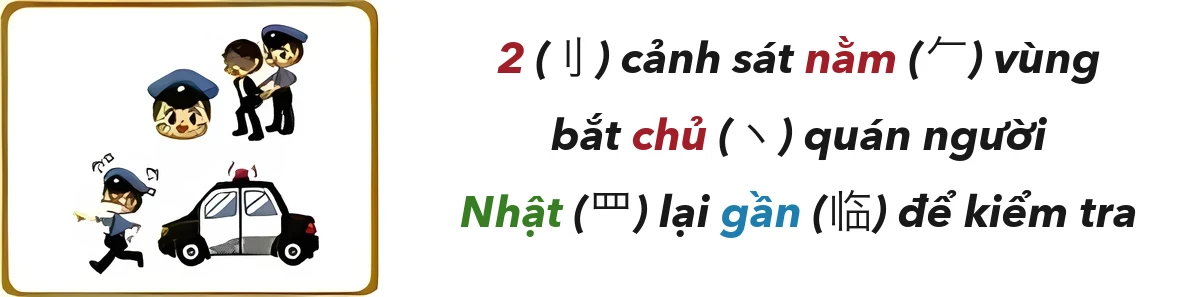 2 (刂) cảnh sát nằm (𠂉) vùng
bắt chủ (丶) quán người
Nhật (罒) lại gần (临) để kiểm tra